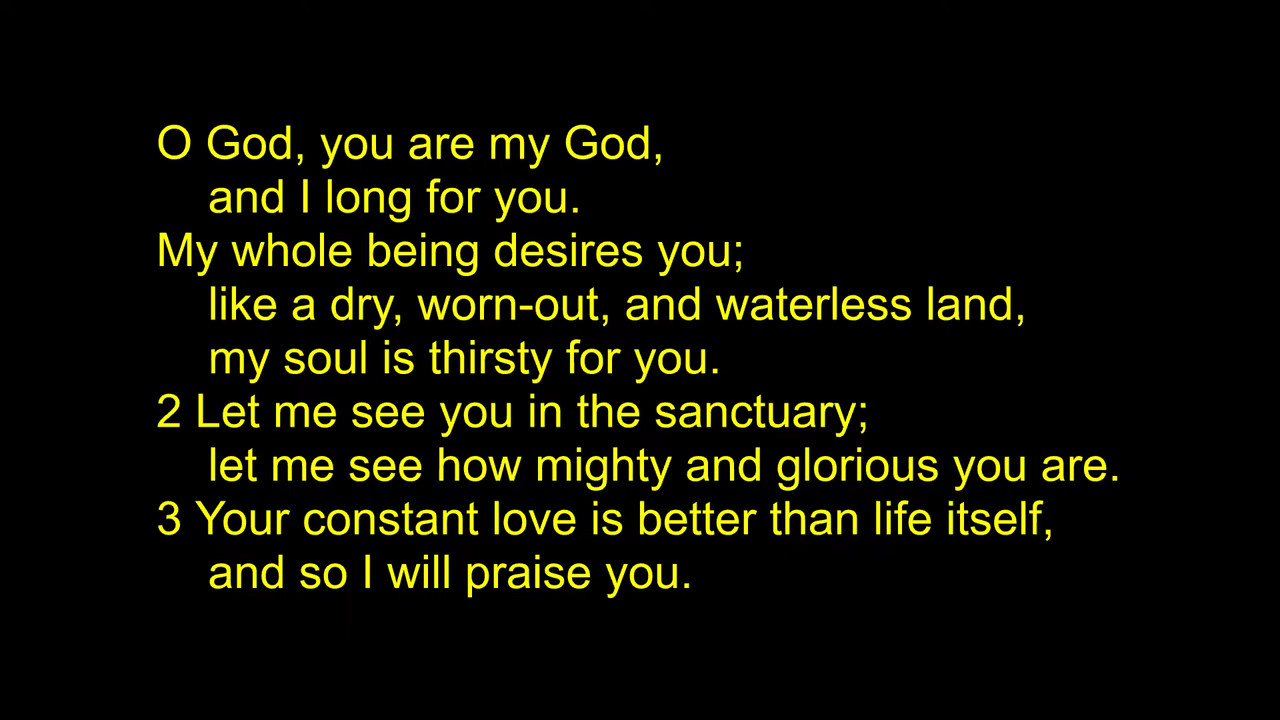 O God, you are my God,
and I long for you.
My whole being desires you;
like a dry, worn-out, and waterless land,
my soul is thirsty for you.
2 Let me see you in the sanctuary;
let me see how mighty and glorious you are.
3 Your constant love is better than life itself,
and so I will praise you.